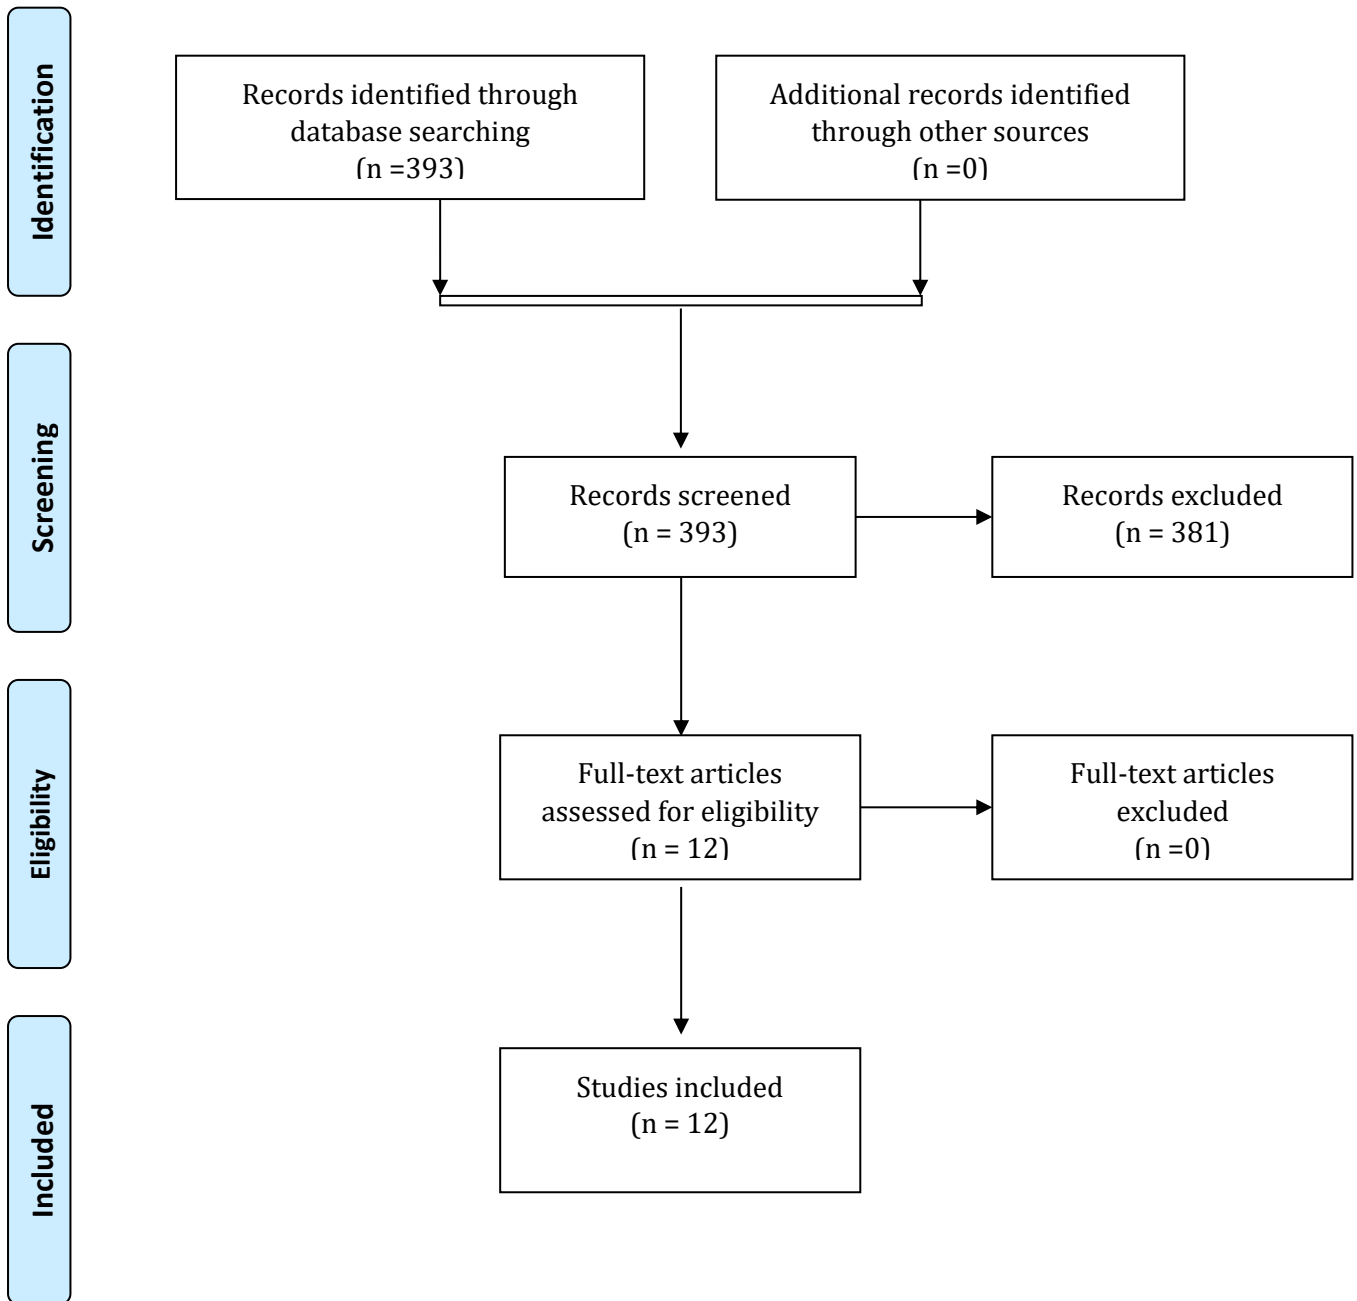 Identification
Records identified through
database searching
(n =393)
Additional records identified
through other sources
(n =0)
Screening
Records screened
(n = 393)
Records excluded
(n = 381)
Eligibility
Full-text articles
assessed for eligibility
(n = 12)
Full-text articles
excluded
(n =0)
Included
Studies included
(n = 12)